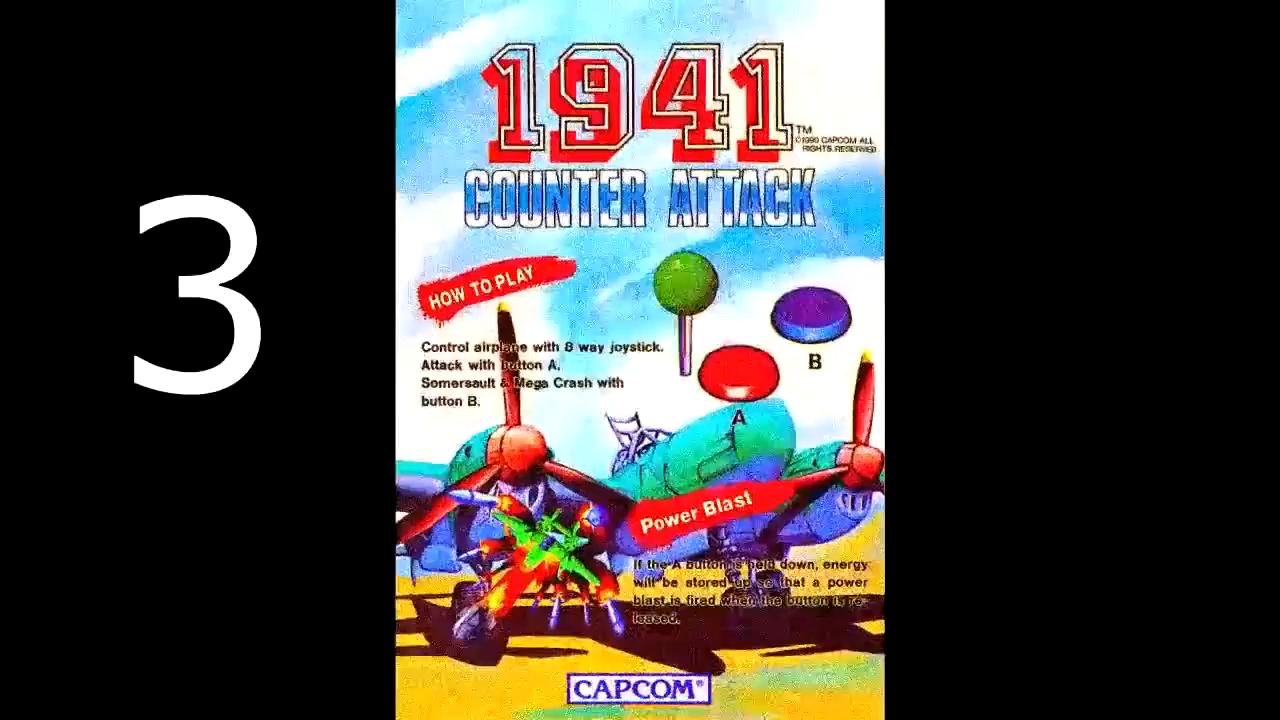 3
1941
TM
©1990 CAPCOM ALL
RIGHTS RESERVED
COUNTER ATTACK
HOW TO PLAY
Control airplane with 8 way joystick.
Attack with button A.
Somersault & Mega Crash with
button B.
B
A
Power Blast
If the A button is held down, energy
will be stored up so that a power
blast is fired when the button is re-
leased.
CAPCOM®